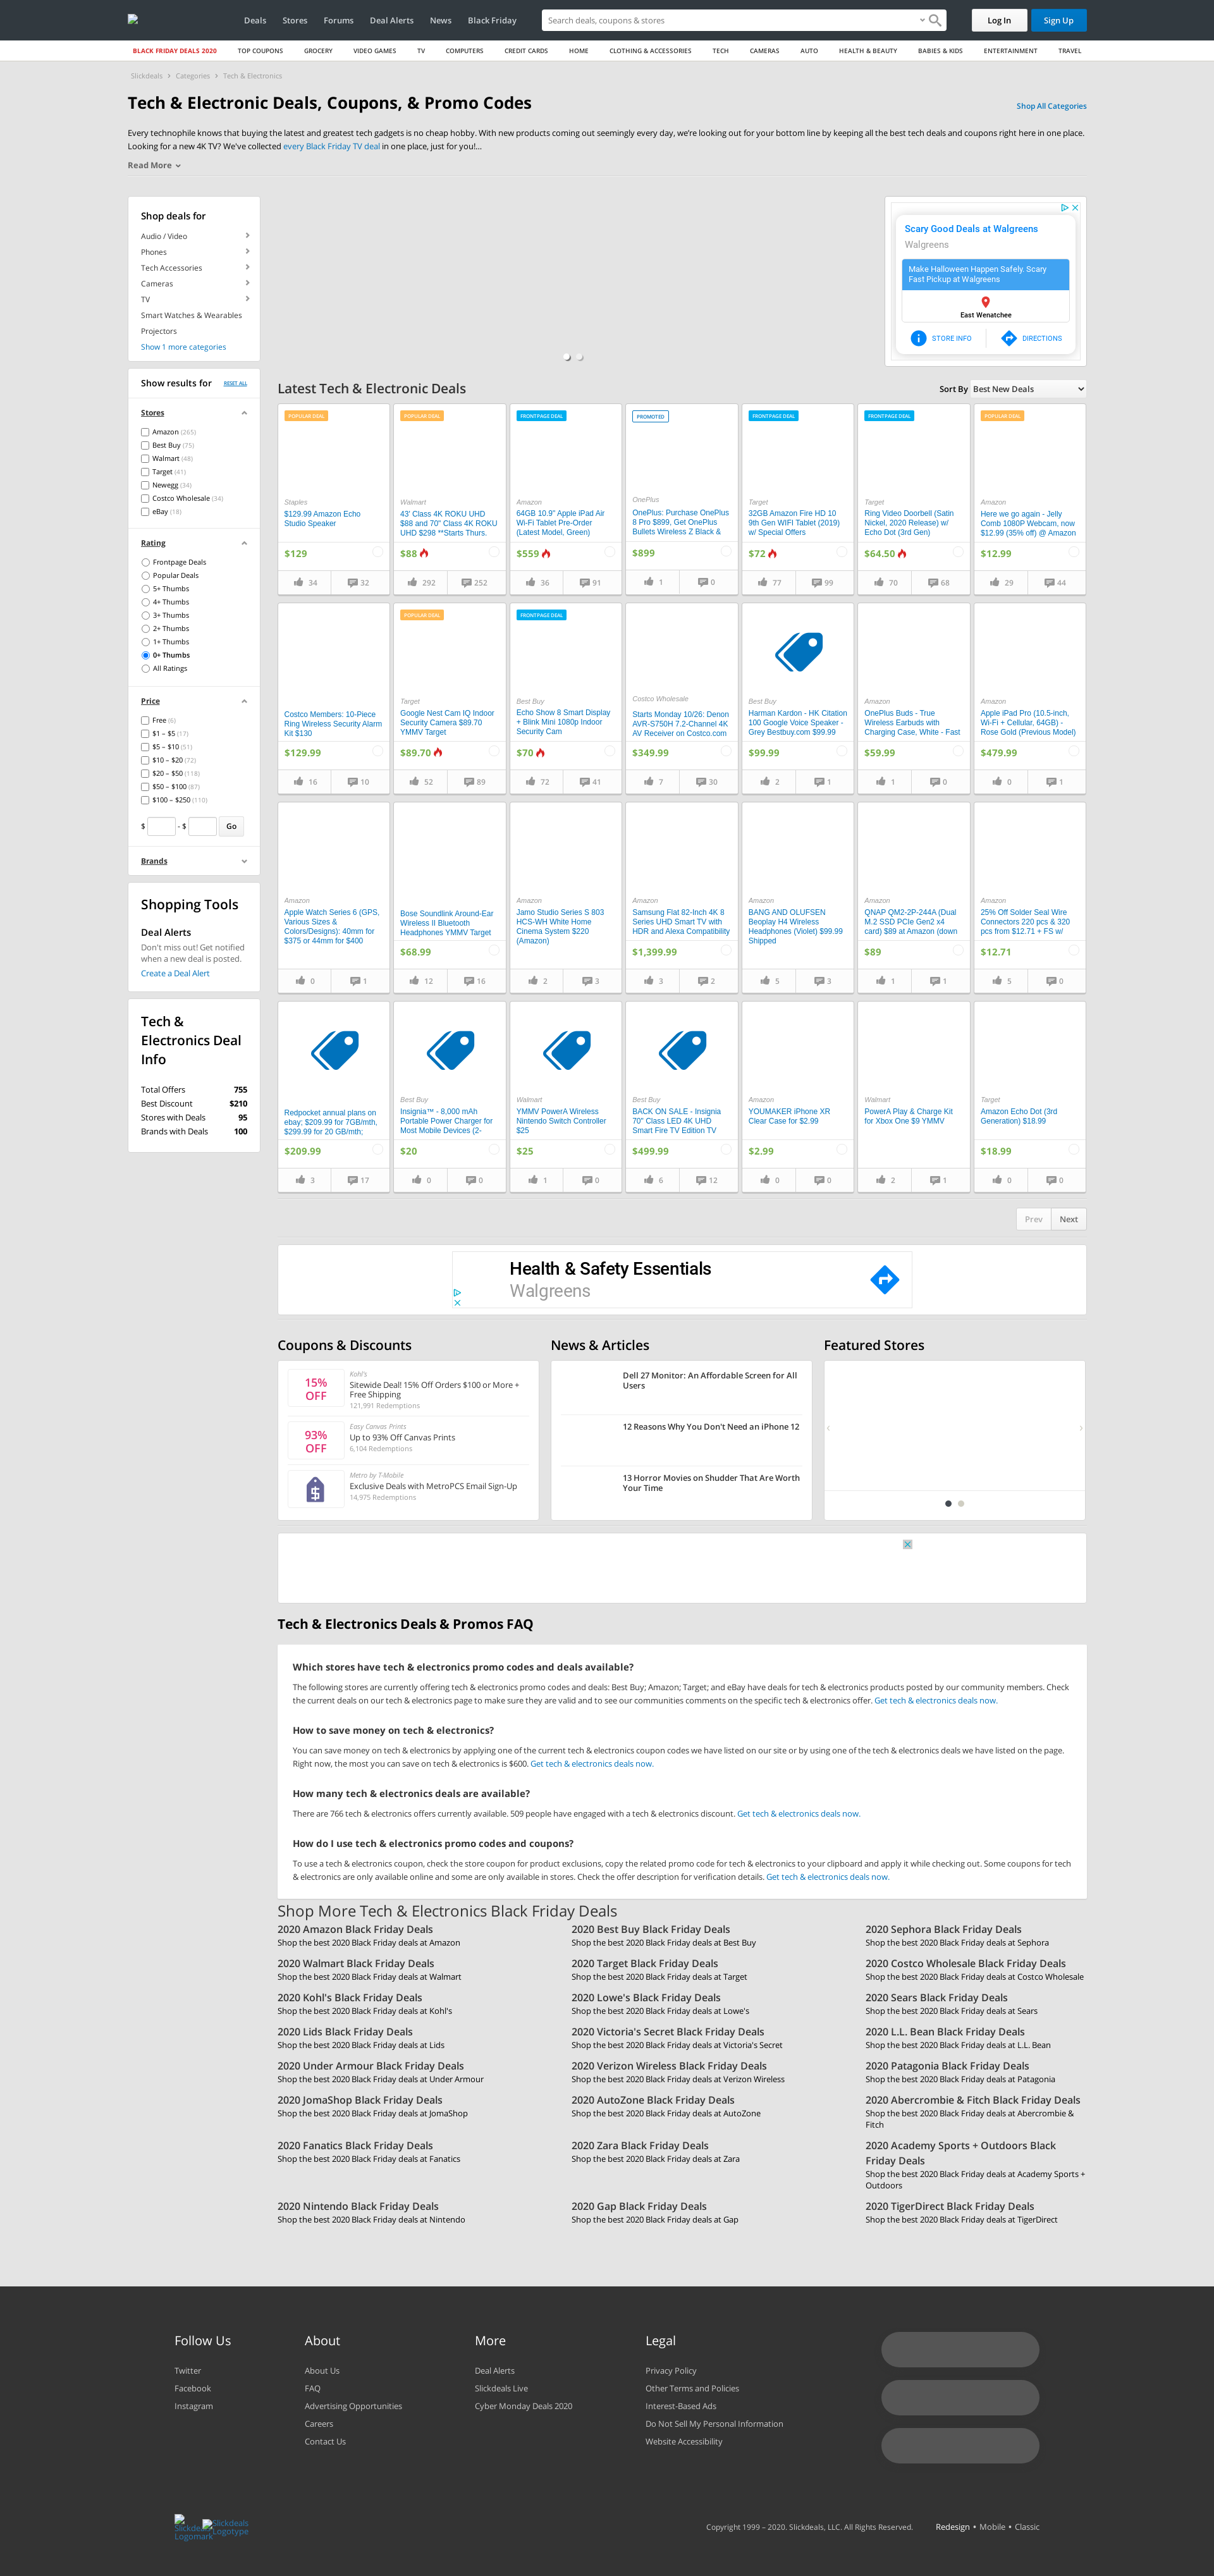 Deals
Stores
Forums
Deal Alerts
News
Black Friday
Search deals, coupons & stores
Log In
Sign Up
BLACK FRIDAY DEALS 2020
TOP COUPONS
GROCERY
VIDEO GAMES
TV
COMPUTERS
CREDIT CARDS
HOME
CLOTHING & ACCESSORIES
TECH
CAMERAS
AUTO
HEALTH & BEAUTY
BABIES & KIDS
ENTERTAINMENT
TRAVEL
Slickdeals > Categories > Tech & Electronics
Tech & Electronic Deals, Coupons, & Promo Codes
Shop All Categories
Every technophile knows that buying the latest and greatest tech gadgets is no cheap hobby. With new products coming out seemingly every day, we're looking out for your bottom line by keeping all the best tech deals and coupons right here in one place.
Looking for a new 4K TV? We've collected every Black Friday TV deal in one place, just for you!...
Read More
Shop deals for
Audio / Video
Phones
Tech Accessories
Cameras
TV
Smart Watches & Wearables
Projectors
Show 1 more categories
Scary Good Deals at Walgreens
Walgreens
Make Halloween Happen Safely. Scary
Fast Pickup at Walgreens
East Wenatchee
STORE INFO
DIRECTIONS
Show results for
RESET ALL
Stores
Amazon (265)
Best Buy (75)
Walmart (48)
Target (41)
Newegg (34)
Costco Wholesale (34)
eBay (18)
Rating
Frontpage Deals
Popular Deals
5+ Thumbs
4+ Thumbs
3+ Thumbs
2+ Thumbs
1+ Thumbs
0+ Thumbs
All Ratings
Price
Free (6)
$1 – $5 (17)
$5 – $10 (51)
$10 – $20 (72)
$20 – $50 (118)
$50 – $100 (87)
$100 – $250 (110)
$ - $ Go
Brands
Shopping Tools
Deal Alerts
Don't miss out! Get notified
when a new deal is posted.
Create a Deal Alert
Tech &
Electronics Deal
Info
Total Offers 755
Best Discount $210
Stores with Deals 95
Brands with Deals 100
Latest Tech & Electronic Deals
Sort By Best New Deals
POPULAR DEAL
Staples
$129.99 Amazon Echo
Studio Speaker
$129
34 32
POPULAR DEAL
Walmart
43' Class 4K ROKU UHD
$88 and 70" Class 4K ROKU
UHD $298 **Starts Thurs.
$88
292 252
FRONTPAGE DEAL
Amazon
64GB 10.9" Apple iPad Air
Wi-Fi Tablet Pre-Order
(Latest Model, Green)
$559
36 91
PROMOTED
OnePlus
OnePlus: Purchase OnePlus
8 Pro $899, Get OnePlus
Bullets Wireless Z Black &
$899
1 0
FRONTPAGE DEAL
Target
32GB Amazon Fire HD 10
9th Gen WIFI Tablet (2019)
w/ Special Offers
$72
77 99
FRONTPAGE DEAL
Target
Ring Video Doorbell (Satin
Nickel, 2020 Release) w/
Echo Dot (3rd Gen)
$64.50
70 68
POPULAR DEAL
Amazon
Here we go again - Jelly
Comb 1080P Webcam, now
$12.99 (35% off) @ Amazon
$12.99
29 44
Costco Members: 10-Piece
Ring Wireless Security Alarm
Kit $130
$129.99
16 10
POPULAR DEAL
Target
Google Nest Cam IQ Indoor
Security Camera $89.70
YMMV Target
$89.70
52 89
FRONTPAGE DEAL
Best Buy
Echo Show 8 Smart Display
+ Blink Mini 1080p Indoor
Security Cam
$70
72 41
Costco Wholesale
Starts Monday 10/26: Denon
AVR-S750H 7.2-Channel 4K
AV Receiver on Costco.com
$349.99
7 30
Best Buy
Harman Kardon - HK Citation
100 Google Voice Speaker -
Grey Bestbuy.com $99.99
$99.99
2 1
Amazon
OnePlus Buds - True
Wireless Earbuds with
Charging Case, White - Fast
$59.99
1 0
Amazon
Apple iPad Pro (10.5-inch,
Wi-Fi + Cellular, 64GB) -
Rose Gold (Previous Model)
$479.99
0 1
Amazon
Apple Watch Series 6 (GPS,
Various Sizes &
Colors/Designs): 40mm for
$375 or 44mm for $400
0 1
Bose Soundlink Around-Ear
Wireless II Bluetooth
Headphones YMMV Target
$68.99
12 16
Amazon
Jamo Studio Series S 803
HCS-WH White Home
Cinema System $220
(Amazon)
2 3
Amazon
Samsung Flat 82-Inch 4K 8
Series UHD Smart TV with
HDR and Alexa Compatibility
$1,399.99
3 2
Amazon
BANG AND OLUFSEN
Beoplay H4 Wireless
Headphones (Violet) $99.99
Shipped
5 3
Amazon
QNAP QM2-2P-244A (Dual
M.2 SSD PCIe Gen2 x4
card) $89 at Amazon (down
$89
1 1
Amazon
25% Off Solder Seal Wire
Connectors 220 pcs & 320
pcs from $12.71 + FS w/
$12.71
5 0
Redpocket annual plans on
ebay; $209.99 for 7GB/mth,
$299.99 for 20 GB/mth;
$209.99
3 17
Best Buy
Insignia™ - 8,000 mAh
Portable Power Charger for
Most Mobile Devices (2-
$20
0 0
Walmart
YMMV PowerA Wireless
Nintendo Switch Controller
$25
$25
1 0
Best Buy
BACK ON SALE - Insignia
70" Class LED 4K UHD
Smart Fire TV Edition TV
$499.99
6 12
Amazon
YOUMAKER iPhone XR
Clear Case for $2.99
$2.99
0 0
Walmart
PowerA Play & Charge Kit
for Xbox One $9 YMMV
2 1
Target
Amazon Echo Dot (3rd
Generation) $18.99
$18.99
0 0
Prev Next
Health & Safety Essentials
Walgreens
Coupons & Discounts
15%
OFF
Kohl's
Sitewide Deal! 15% Off Orders $100 or More +
Free Shipping
121,991 Redemptions
93%
OFF
Easy Canvas Prints
Up to 93% Off Canvas Prints
6,104 Redemptions
Metro by T-Mobile
Exclusive Deals with MetroPCS Email Sign-Up
14,975 Redemptions
News & Articles
Dell 27 Monitor: An Affordable Screen for All
Users
12 Reasons Why You Don't Need an iPhone 12
13 Horror Movies on Shudder That Are Worth
Your Time
Featured Stores
Tech & Electronics Deals & Promos FAQ
Which stores have tech & electronics promo codes and deals available?
The following stores are currently offering tech & electronics promo codes and deals: Best Buy; Amazon; Target; and eBay have deals for tech & electronics products posted by our community members. Check
the current deals on our tech & electronics page to make sure they are valid and to see our communities comments on the specific tech & electronics offer. Get tech & electronics deals now.
How to save money on tech & electronics?
You can save money on tech & electronics by applying one of the current tech & electronics coupon codes we have listed on our site or by using one of the tech & electronics deals we have listed on the page.
Right now, the most you can save on tech & electronics is $600. Get tech & electronics deals now.
How many tech & electronics deals are available?
There are 766 tech & electronics offers currently available. 509 people have engaged with a tech & electronics discount. Get tech & electronics deals now.
How do I use tech & electronics promo codes and coupons?
To use a tech & electronics coupon, check the store coupon for product exclusions, copy the related promo code for tech & electronics to your clipboard and apply it while checking out. Some coupons for tech
& electronics are only available online and some are only available in stores. Check the offer description for verification details. Get tech & electronics deals now.
Shop More Tech & Electronics Black Friday Deals
2020 Amazon Black Friday Deals
Shop the best 2020 Black Friday deals at Amazon
2020 Best Buy Black Friday Deals
Shop the best 2020 Black Friday deals at Best Buy
2020 Sephora Black Friday Deals
Shop the best 2020 Black Friday deals at Sephora
2020 Walmart Black Friday Deals
Shop the best 2020 Black Friday deals at Walmart
2020 Target Black Friday Deals
Shop the best 2020 Black Friday deals at Target
2020 Costco Wholesale Black Friday Deals
Shop the best 2020 Black Friday deals at Costco Wholesale
2020 Kohl's Black Friday Deals
Shop the best 2020 Black Friday deals at Kohl's
2020 Lowe's Black Friday Deals
Shop the best 2020 Black Friday deals at Lowe's
2020 Sears Black Friday Deals
Shop the best 2020 Black Friday deals at Sears
2020 Lids Black Friday Deals
Shop the best 2020 Black Friday deals at Lids
2020 Victoria's Secret Black Friday Deals
Shop the best 2020 Black Friday deals at Victoria's Secret
2020 L.L. Bean Black Friday Deals
Shop the best 2020 Black Friday deals at L.L. Bean
2020 Under Armour Black Friday Deals
Shop the best 2020 Black Friday deals at Under Armour
2020 Verizon Wireless Black Friday Deals
Shop the best 2020 Black Friday deals at Verizon Wireless
2020 Patagonia Black Friday Deals
Shop the best 2020 Black Friday deals at Patagonia
2020 JomaShop Black Friday Deals
Shop the best 2020 Black Friday deals at JomaShop
2020 AutoZone Black Friday Deals
Shop the best 2020 Black Friday deals at AutoZone
2020 Abercrombie & Fitch Black Friday Deals
Shop the best 2020 Black Friday deals at Abercrombie &
Fitch
2020 Fanatics Black Friday Deals
Shop the best 2020 Black Friday deals at Fanatics
2020 Zara Black Friday Deals
Shop the best 2020 Black Friday deals at Zara
2020 Academy Sports + Outdoors Black
Friday Deals
Shop the best 2020 Black Friday deals at Academy Sports +
Outdoors
2020 Nintendo Black Friday Deals
Shop the best 2020 Black Friday deals at Nintendo
2020 Gap Black Friday Deals
Shop the best 2020 Black Friday deals at Gap
2020 TigerDirect Black Friday Deals
Shop the best 2020 Black Friday deals at TigerDirect
Follow Us
Twitter
Facebook
Instagram
About
About Us
FAQ
Advertising Opportunities
Careers
Contact Us
More
Deal Alerts
Slickdeals Live
Cyber Monday Deals 2020
Legal
Privacy Policy
Other Terms and Policies
Interest-Based Ads
Do Not Sell My Personal Information
Website Accessibility
Slickdeals
Logomark
Slickdeals
Logotype
Copyright 1999 – 2020. Slickdeals, LLC. All Rights Reserved.
Redesign • Mobile • Classic